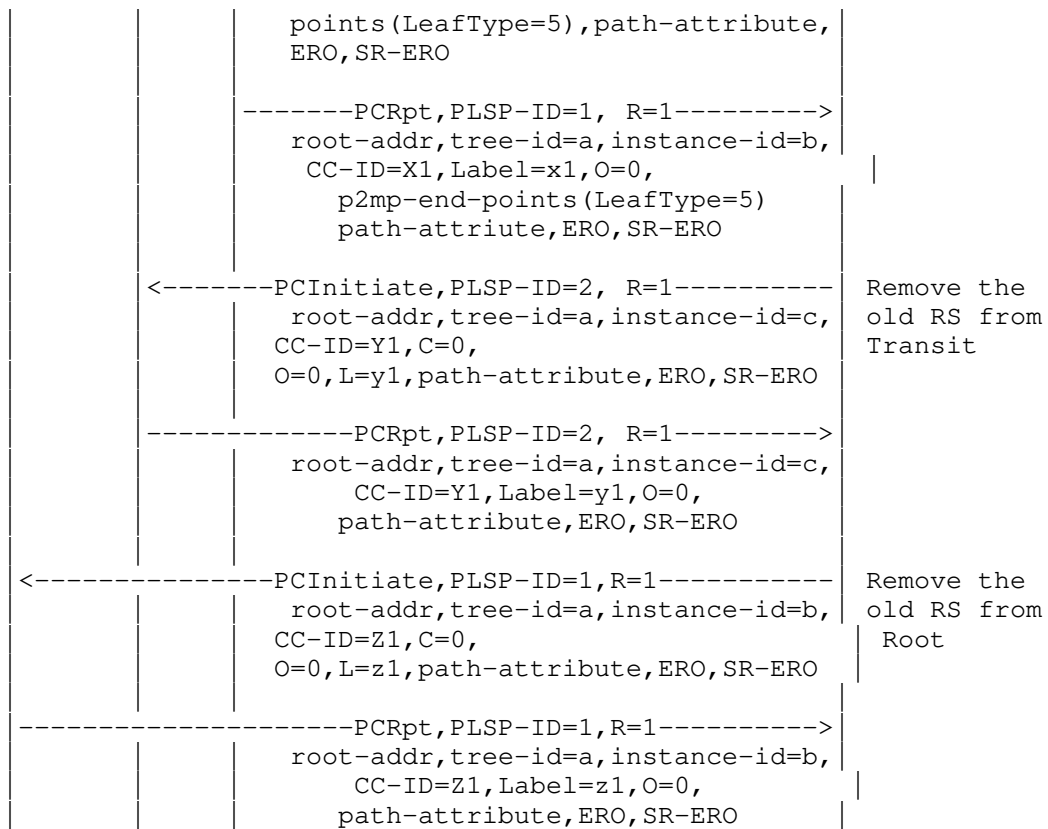 points(LeafType=5),path-attribute,
ERO,SR-ERO
-------PCRpt,PLSP-ID=1, R=1--------->
root-addr,tree-id=a,instance-id=b,
CC-ID=X1,Label=x1,O=0,
p2mp-end-points(LeafType=5)
path-attriute,ERO,SR-ERO
<-------PCInitiate,PLSP-ID=2, R=1---------- Remove the
root-addr,tree-id=a,instance-id=c, old RS from
CC-ID=Y1,C=0, Transit
O=0,L=y1,path-attribute,ERO,SR-ERO
-------------PCRpt,PLSP-ID=2, R=1--------->
root-addr,tree-id=a,instance-id=c,
CC-ID=Y1,Label=y1,O=0,
path-attribute,ERO,SR-ERO
<---------------PCInitiate,PLSP-ID=1,R=1----------- Remove the
root-addr,tree-id=a,instance-id=b, old RS from
CC-ID=Z1,C=0, Root
O=0,L=z1,path-attribute,ERO,SR-ERO
---------------------PCRpt,PLSP-ID=1,R=1---------->
root-addr,tree-id=a,instance-id=b,
CC-ID=Z1,Label=z1,O=0,
path-attribute,ERO,SR-ERO